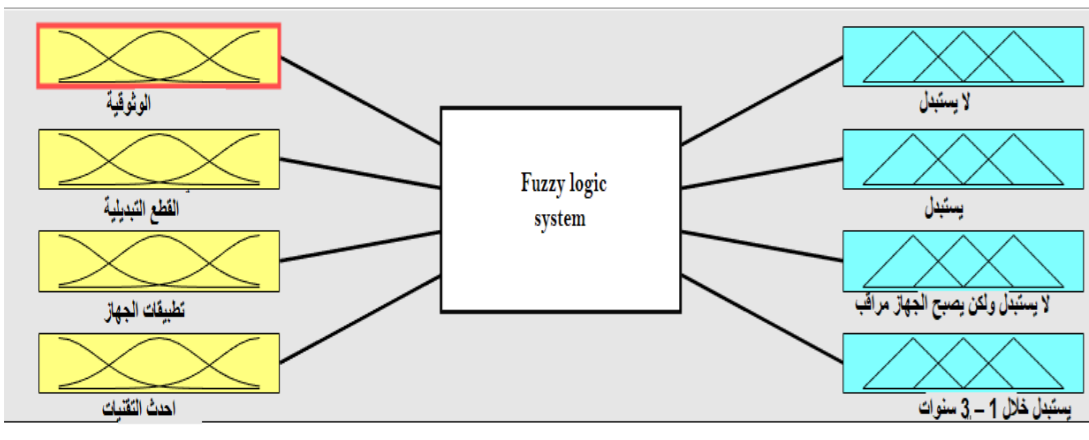 الوثوقية
القطع التبديلية
تطبيقات الجهاز
احدث التقنيات
Fuzzy logic
system
لا يستبدل
يستبدل
لا يستبدل ولكن يصبح الجهاز مراقب
يستبدل خلال 1 – 3 سنوات